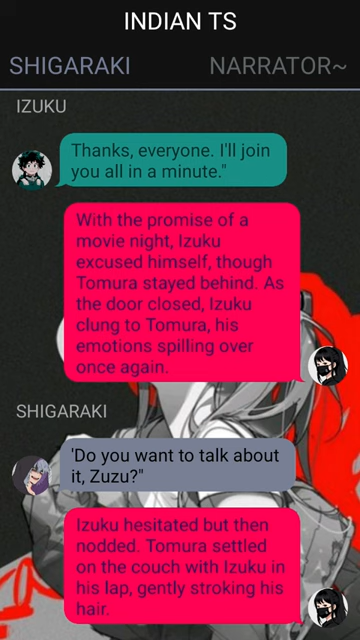 INDIAN TS
SHIGARAKI NARRATOR~
IZUKU
Thanks, everyone. I'll join
you all in a minute."
With the promise of a
movie night, Izuku
excused himself, though
Tomura stayed behind. As
the door closed, Izuku
clung to Tomura, his
emotions spilling over
once again.
SHIGARAKI
'Do you want to talk about
it, Zuzu?"
Izuku hesitated but then
nodded. Tomura settled
on the couch with Izuku in
his lap, gently stroking his
hair.